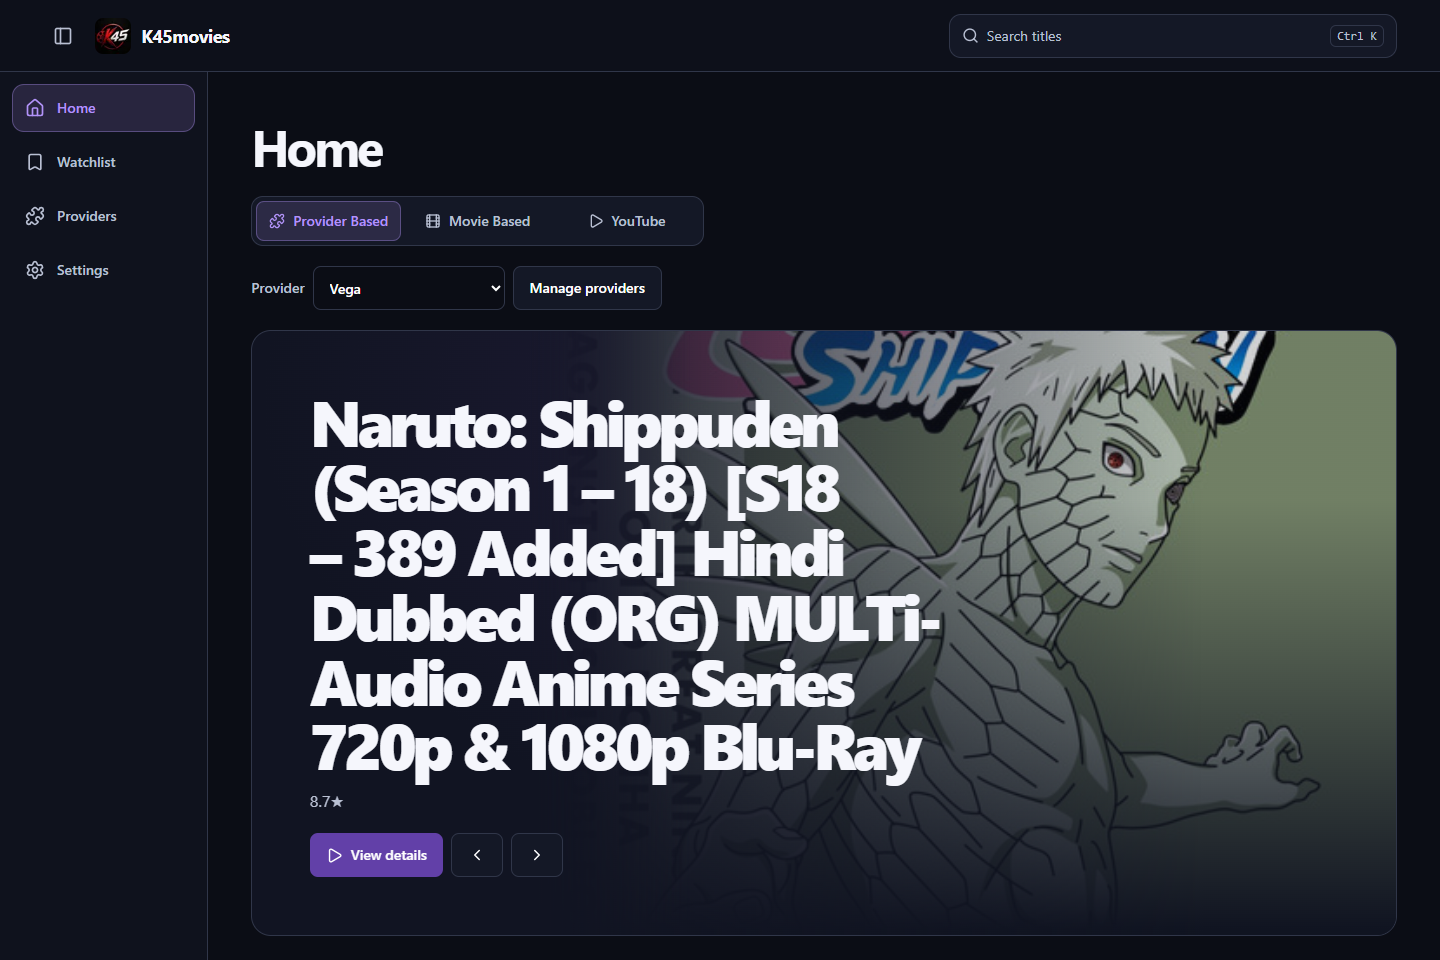 K45
K45movies
Search titles
Ctrl K
Home
Watchlist
Providers
Settings
Home
Provider Based
Movie Based
YouTube
Provider
Vega
Manage providers
SHIP
Naruto: Shippuden
(Season 1 – 18) [S18
– 389 Added] Hindi
Dubbed (ORG) MULTi-
Audio Anime Series
720p & 1080p Blu-Ray
8.7★
View details